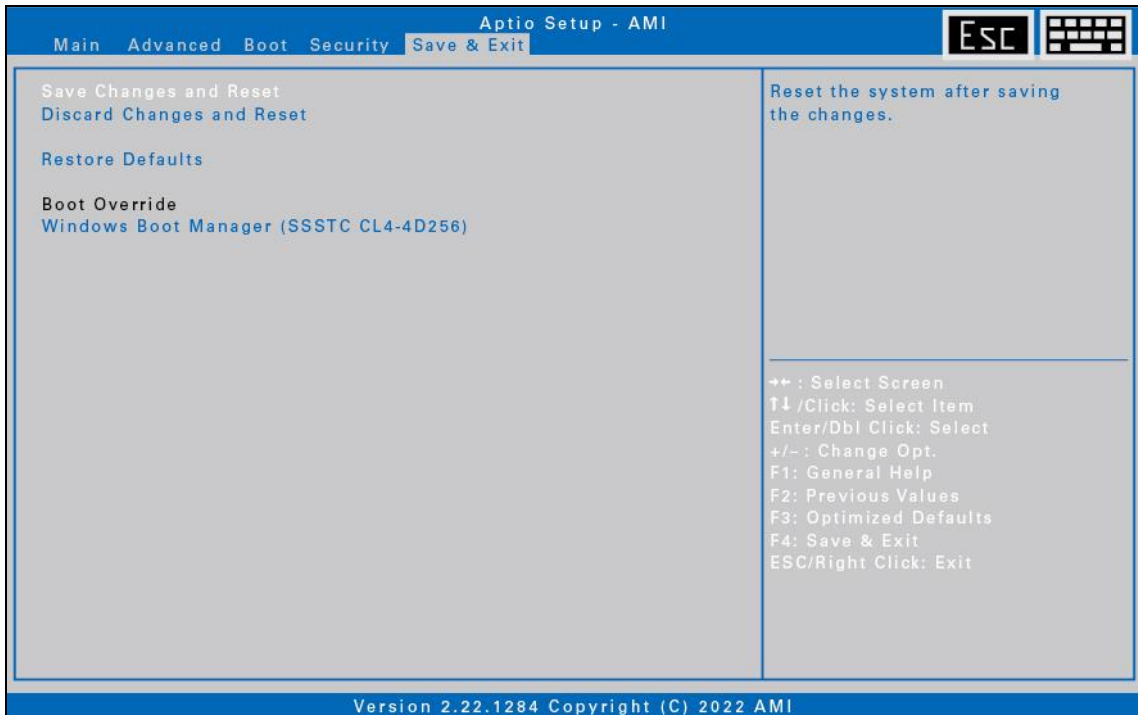 Aptio Setup - AMI
Main Advanced Boot Security Save & Exit
Esc
Save Changes and Reset
Discard Changes and Reset
Restore Defaults
Boot Override
Windows Boot Manager (SSSTC CL4-4D256)
Reset the system after saving
the changes.
→← : Select Screen
↑↓ /Click: Select Item
Enter/Dbl Click: Select
+/- : Change Opt.
F1: General Help
F2: Previous Values
F3: Optimized Defaults
F4: Save & Exit
ESC/Right Click: Exit
Version 2.22.1284 Copyright (C) 2022 AMI